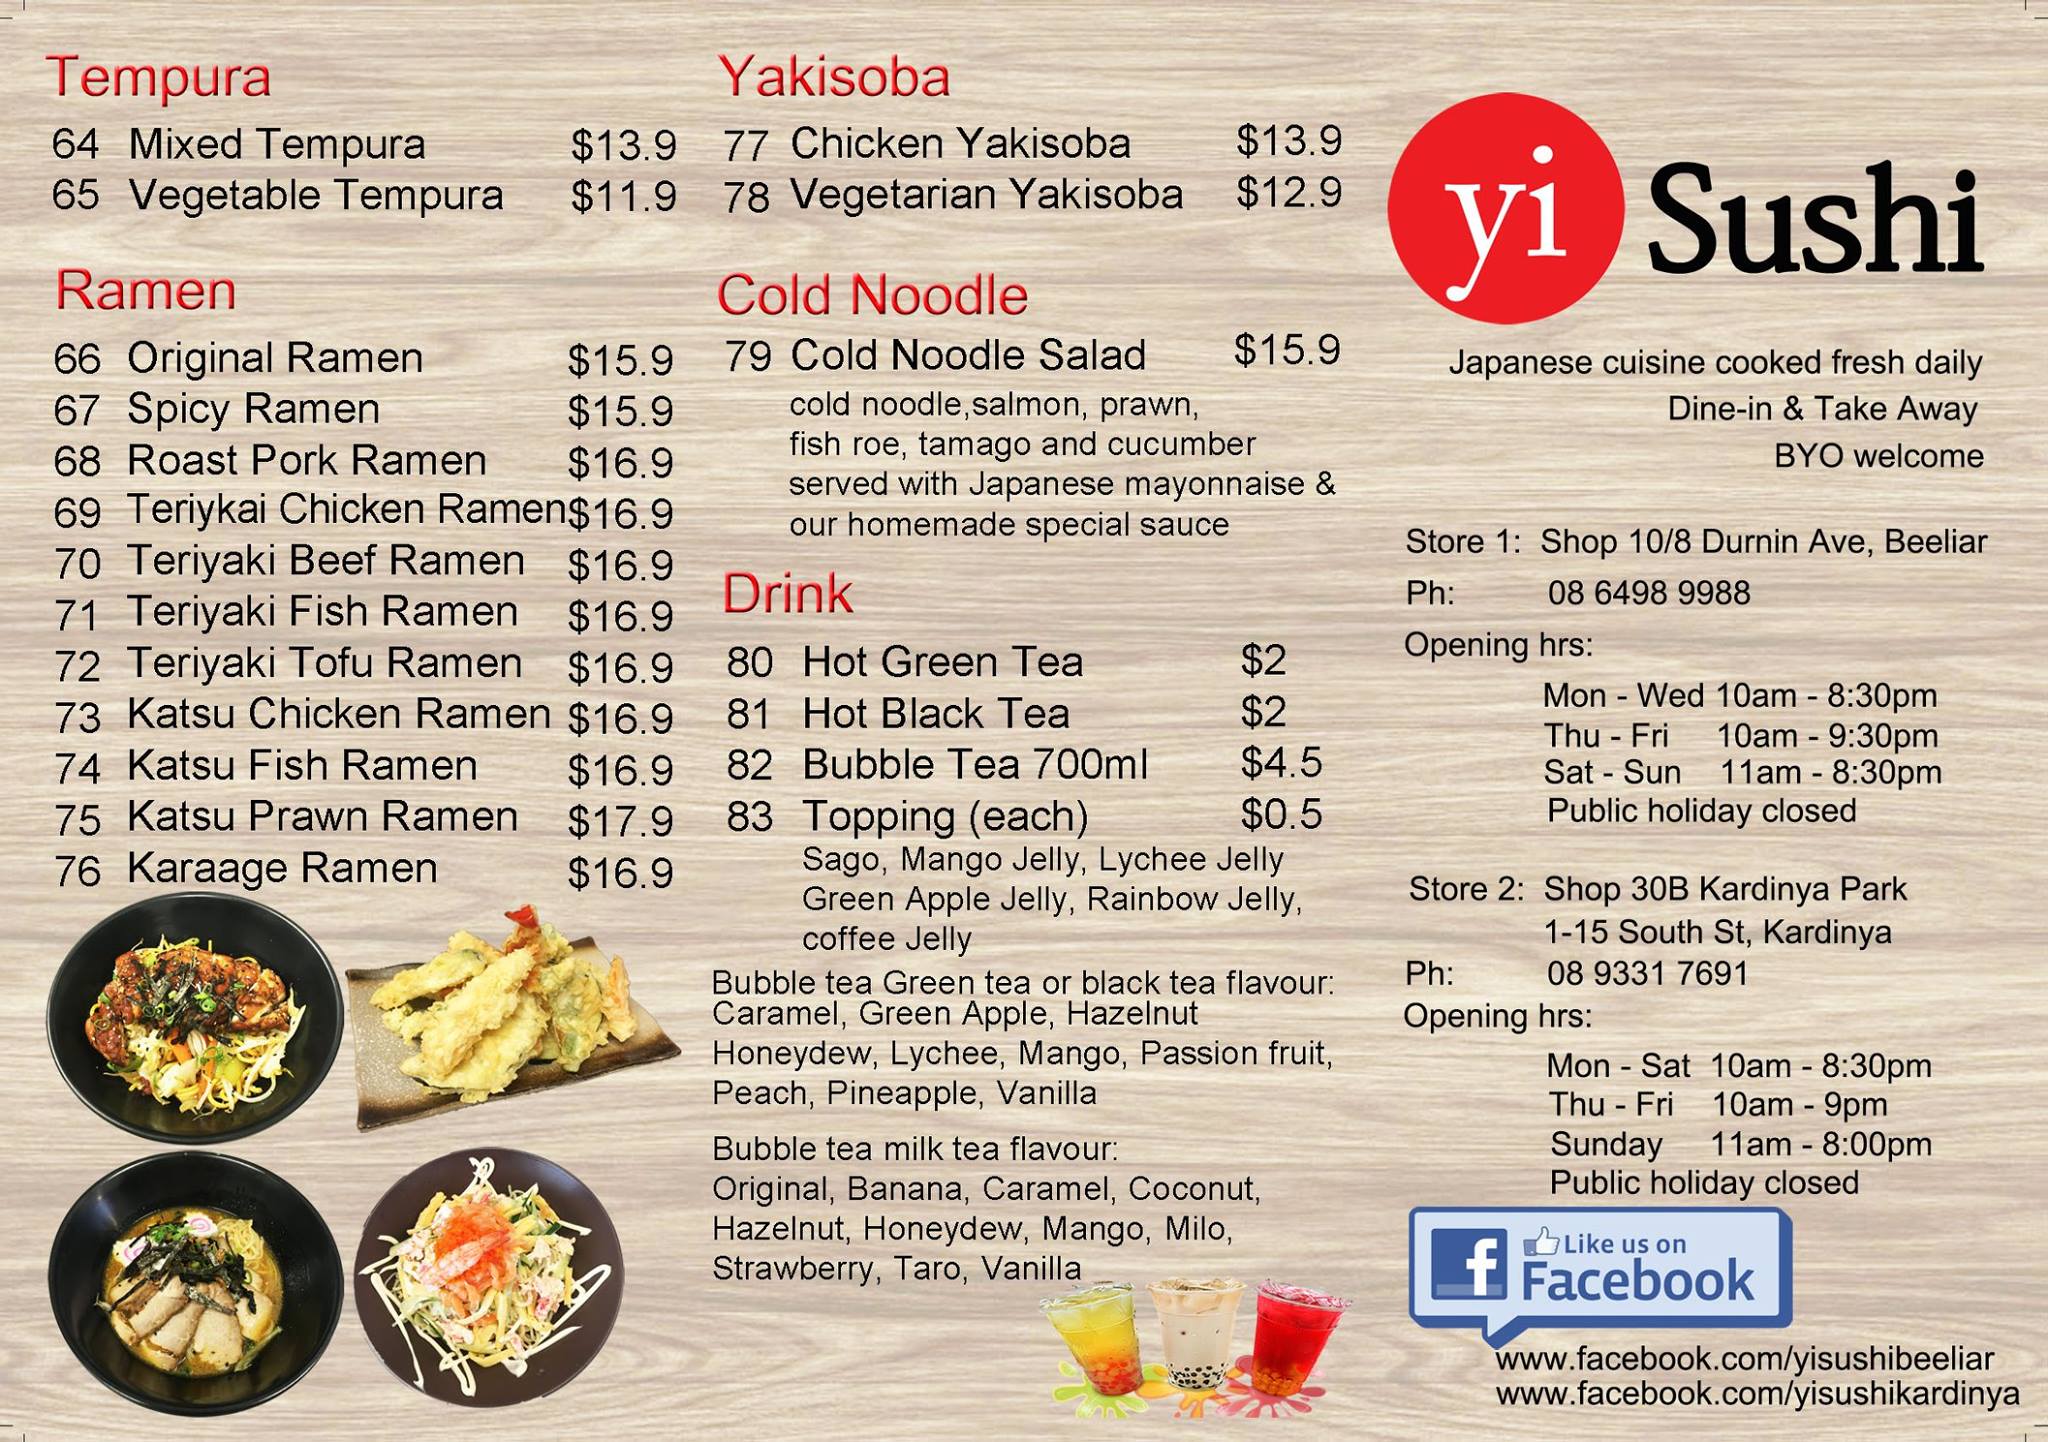 Tempura
64 Mixed Tempura $13.9
65 Vegetable Tempura $11.9
Ramen
66 Original Ramen $15.9
67 Spicy Ramen $15.9
68 Roast Pork Ramen $16.9
69 Teriykai Chicken Ramen $16.9
70 Teriyaki Beef Ramen $16.9
71 Teriyaki Fish Ramen $16.9
72 Teriyaki Tofu Ramen $16.9
73 Katsu Chicken Ramen $16.9
74 Katsu Fish Ramen $16.9
75 Katsu Prawn Ramen $17.9
76 Karaage Ramen $16.9
Yakisoba
77 Chicken Yakisoba $13.9
78 Vegetarian Yakisoba $12.9
Cold Noodle
79 Cold Noodle Salad $15.9
cold noodle,salmon, prawn,
fish roe, tamago and cucumber
served with Japanese mayonnaise &
our homemade special sauce
Drink
80 Hot Green Tea $2
81 Hot Black Tea $2
82 Bubble Tea 700ml $4.5
83 Topping (each) $0.5
Sago, Mango Jelly, Lychee Jelly
Green Apple Jelly, Rainbow Jelly,
coffee Jelly
Bubble tea Green tea or black tea flavour:
Caramel, Green Apple, Hazelnut
Honeydew, Lychee, Mango, Passion fruit,
Peach, Pineapple, Vanilla
Bubble tea milk tea flavour:
Original, Banana, Caramel, Coconut,
Hazelnut, Honeydew, Mango, Milo,
Strawberry, Taro, Vanilla
yi Sushi
Japanese cuisine cooked fresh daily
Dine-in & Take Away
BYO welcome
Store 1: Shop 10/8 Durnin Ave, Beeliar
Ph: 08 6498 9988
Opening hrs:
Mon - Wed 10am - 8:30pm
Thu - Fri 10am - 9:30pm
Sat - Sun 11am - 8:30pm
Public holiday closed
Store 2: Shop 30B Kardinya Park
1-15 South St, Kardinya
Ph: 08 9331 7691
Opening hrs:
Mon - Sat 10am - 8:30pm
Thu - Fri 10am - 9pm
Sunday 11am - 8:00pm
Public holiday closed
f Like us on
Facebook
www.facebook.com/yisushibeeliar
www.facebook.com/yisushikardinya